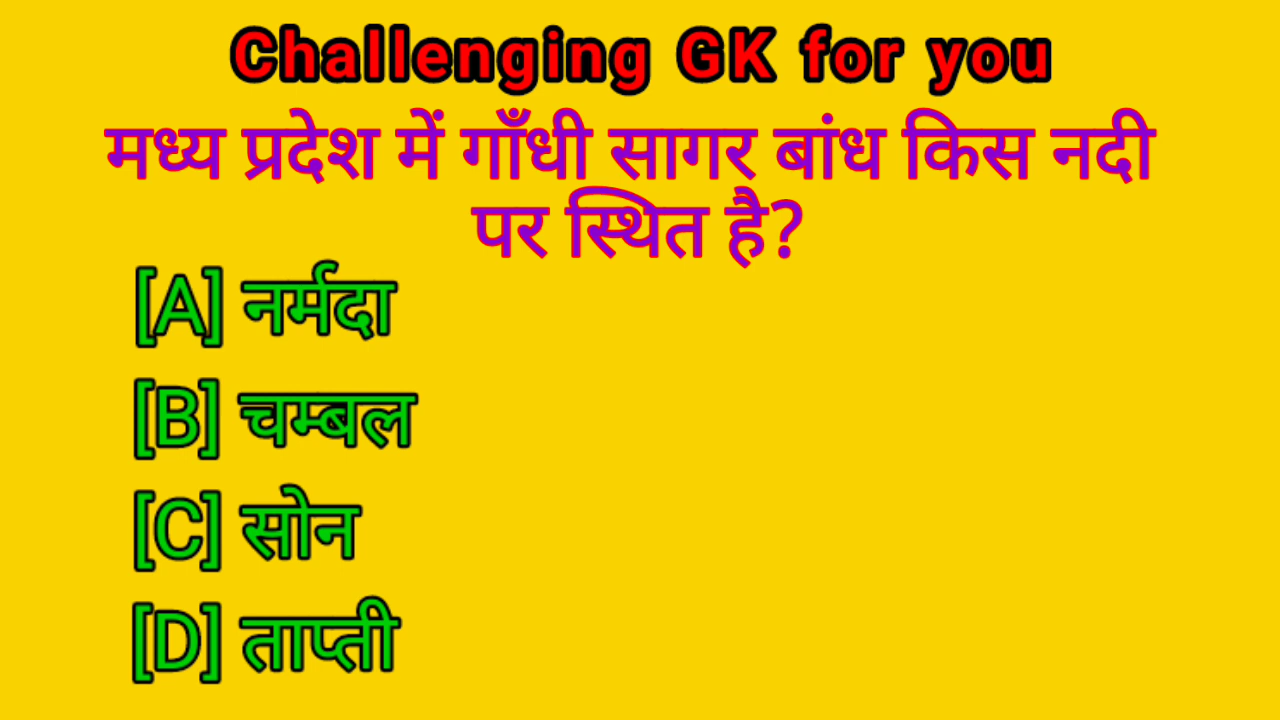 Challenging GK for you
मध्य प्रदेश में गाँधी सागर बांध किस नदी
पर स्थित है?
[A] नर्मदा
[B] चम्बल
[C] सोन
[D] ताप्ती